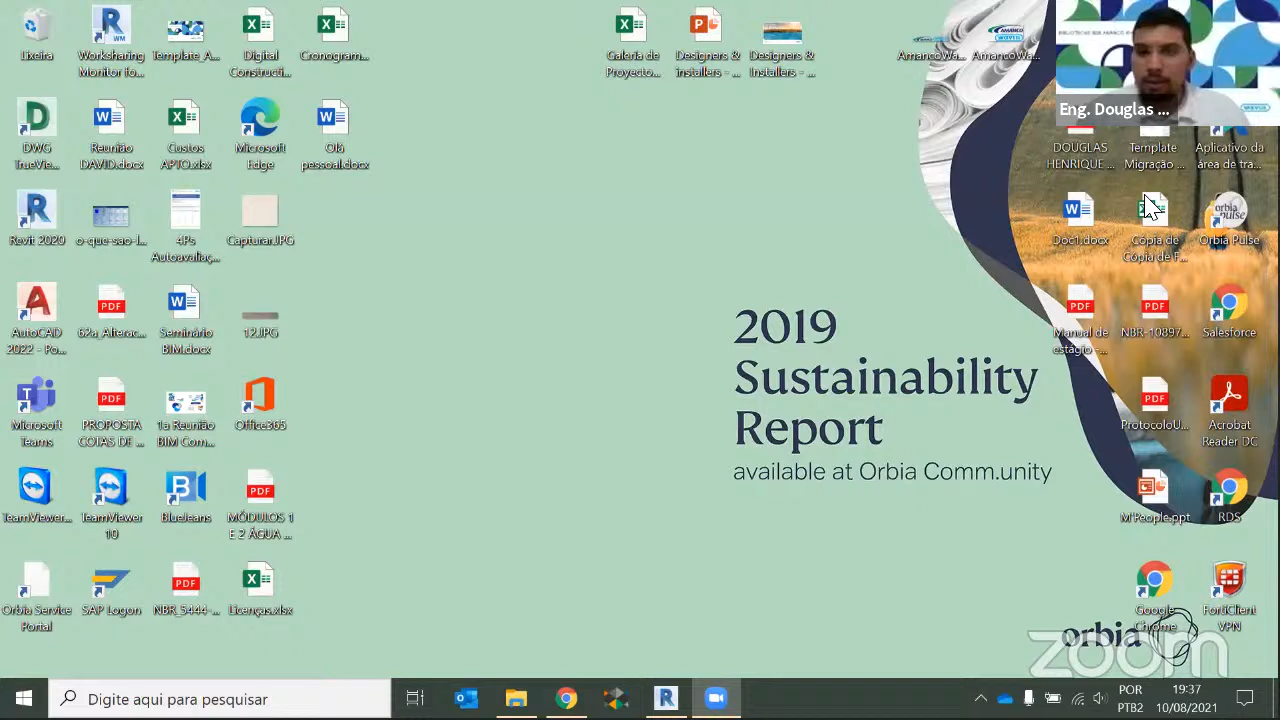 Lixeira
Worksharing
Monitor fo...
Template_A...
Digital
Constructi...
Cronogram...
Galeria de
Proyecto...
Designers &
installers - ...
Designers &
Installers - ...
AmancoWa...
AmancoWa...
Eng. Douglas ...
DWG
TrueVie...
Reunião
DAVID.docx
Custos
APTO.xlsx
Microsoft
Edge
Olá
pessoal.docx
DOUGLAS
HENRIQUE ...
Template
Migração ...
Aplicativo da
área de tra...
Revit 2020
o-que-sao-l...
4Ps
Autoavaliaç...
Capturar.JPG
Doc1.docx
Cópia de
Cópia de F...
orbia
pulse
Orbia Pulse
AutoCAD
2022 - Po...
62a_Alterac...
Seminário
BIM.docx
12.JPG
Manual de
estágio -...
NBR-10897...
Salesforce
Microsoft
Teams
PROPOSTA
COTAS DE ...
1a Reunião
BIM Com...
Office365
ProtocoloU...
Acrobat
Reader DC
TeamViewer...
TeamViewer
10
BlueJeans
MÓDULOS 1
E 2 ÁGUA ...
M'People.ppt
RDS
Orbia Service
Portal
SAP Logon
NBR_5444-...
Licenças.xlsx
Google
Chrome
FortiClient
VPN
2019
Sustainability
Report
available at Orbia Comm.unity
orbia
zoom
Digite aqui para pesquisar
POR
PTB2
19:37
10/08/2021